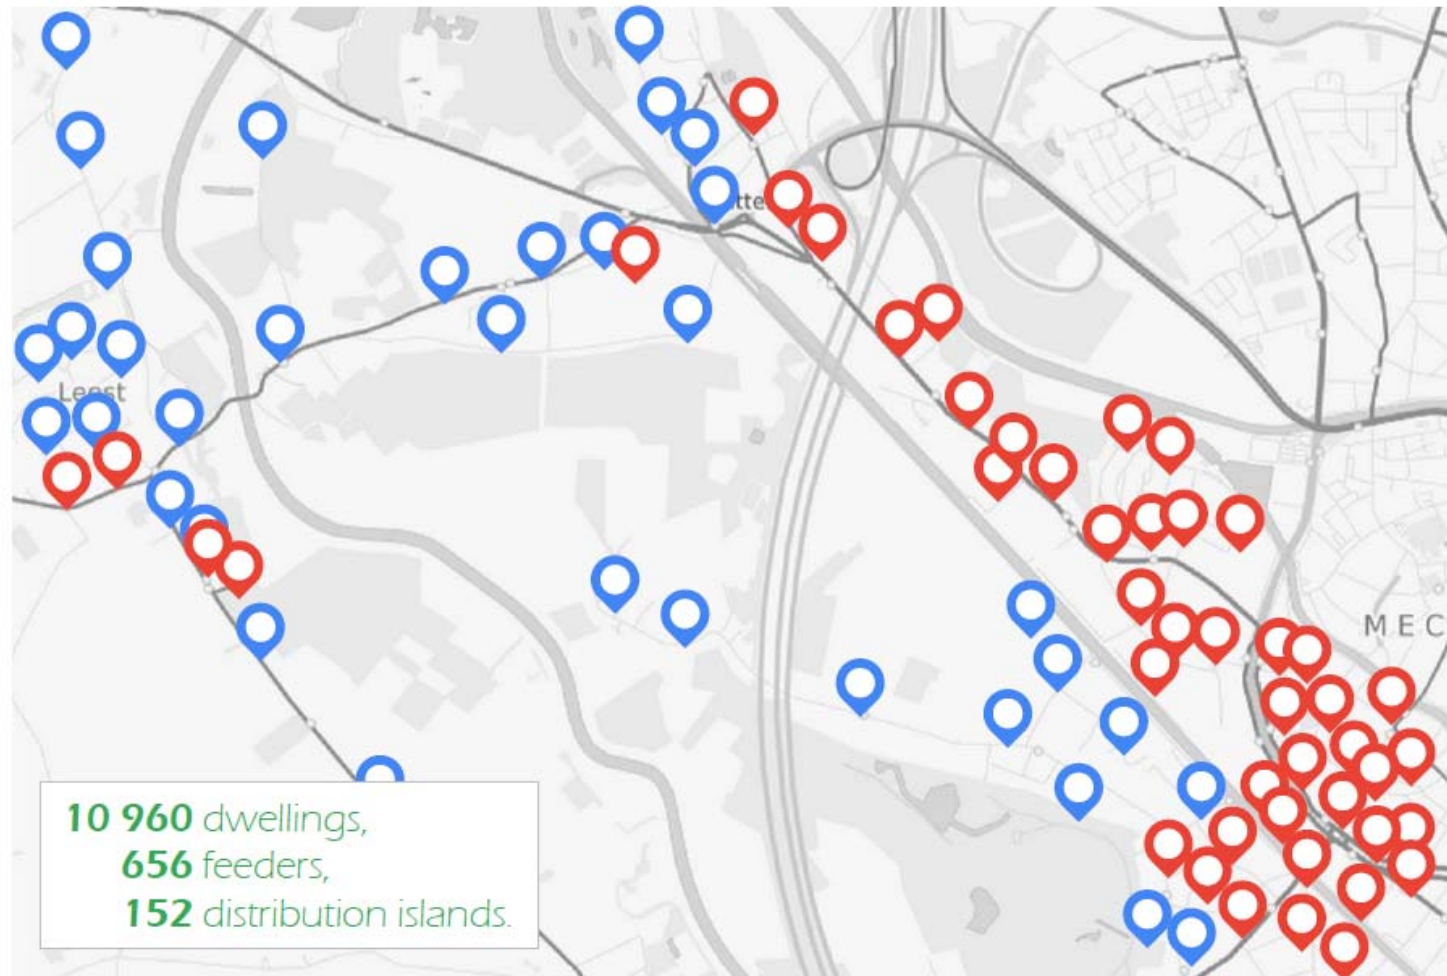 Leest
MEC
10 960 dwellings,
656 feeders,
152 distribution islands.